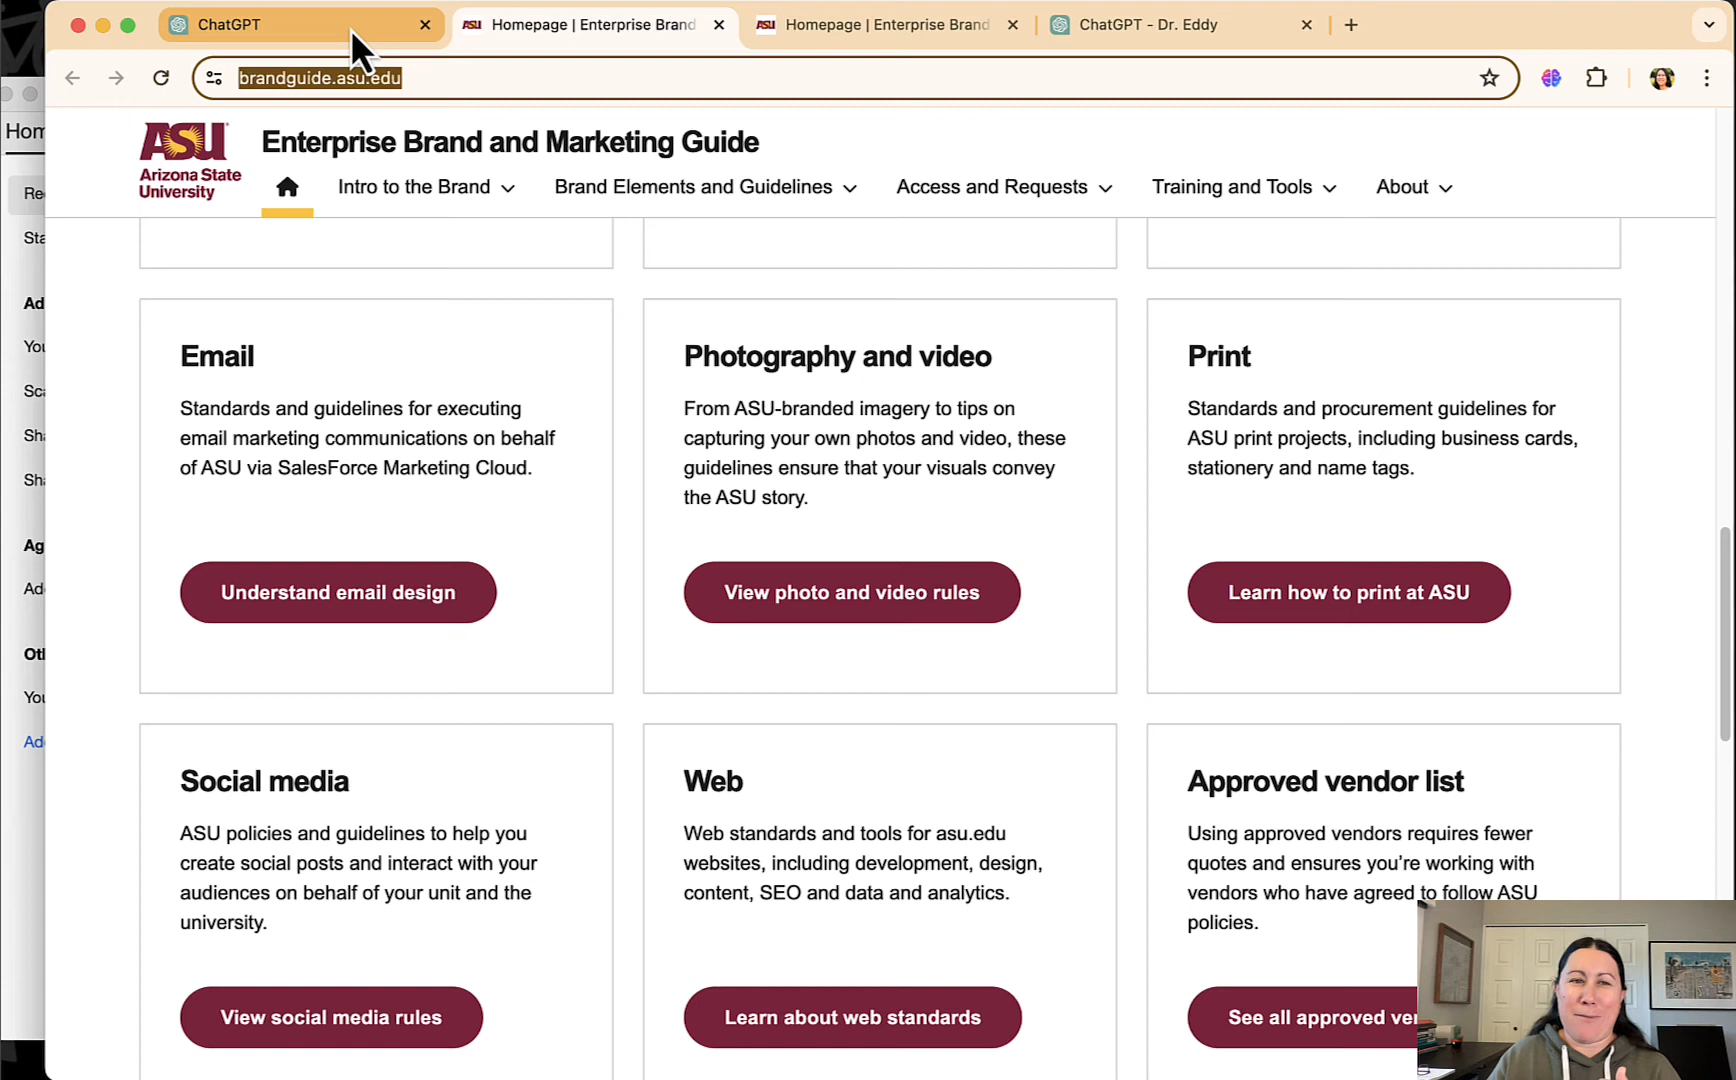 ChatGPT
Homepage | Enterprise Brand
Homepage | Enterprise Brand
ChatGPT - Dr. Eddy
brandguide.asu.edu
ASU
Arizona State
University
Enterprise Brand and Marketing Guide
Intro to the Brand
Brand Elements and Guidelines
Access and Requests
Training and Tools
About
Hom
Re
Sta
Ad
You
Sca
Sha
Sha
Ag
Add
Oth
You
Add
Email
Standards and guidelines for executing
email marketing communications on behalf
of ASU via SalesForce Marketing Cloud.
Understand email design
Photography and video
From ASU-branded imagery to tips on
capturing your own photos and video, these
guidelines ensure that your visuals convey
the ASU story.
View photo and video rules
Print
Standards and procurement guidelines for
ASU print projects, including business cards,
stationery and name tags.
Learn how to print at ASU
Social media
ASU policies and guidelines to help you
create social posts and interact with your
audiences on behalf of your unit and the
university.
View social media rules
Web
Web standards and tools for asu.edu
websites, including development, design,
content, SEO and data and analytics.
Learn about web standards
Approved vendor list
Using approved vendors requires fewer
quotes and ensures you're working with
vendors who have agreed to follow ASU
policies.
See all approved ve